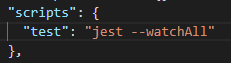 "scripts": {
"test": "jest --watchAll"
},